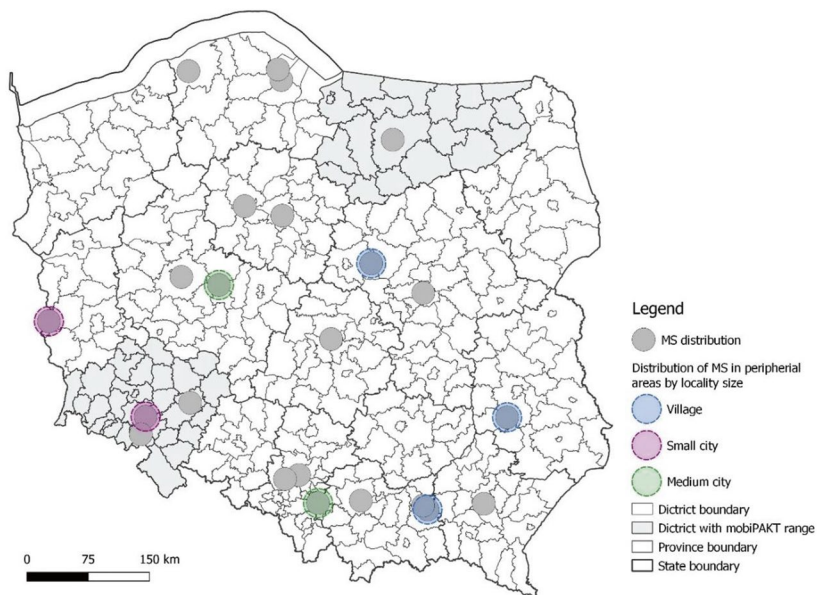 Legend
MS distribution
Distribution of MS in peripherial
areas by locality size
Village
Small city
Medium city
Dictrict boundary
Dictrict with mobiPAKT range
Province boundary
State boundary
0 75 150 km